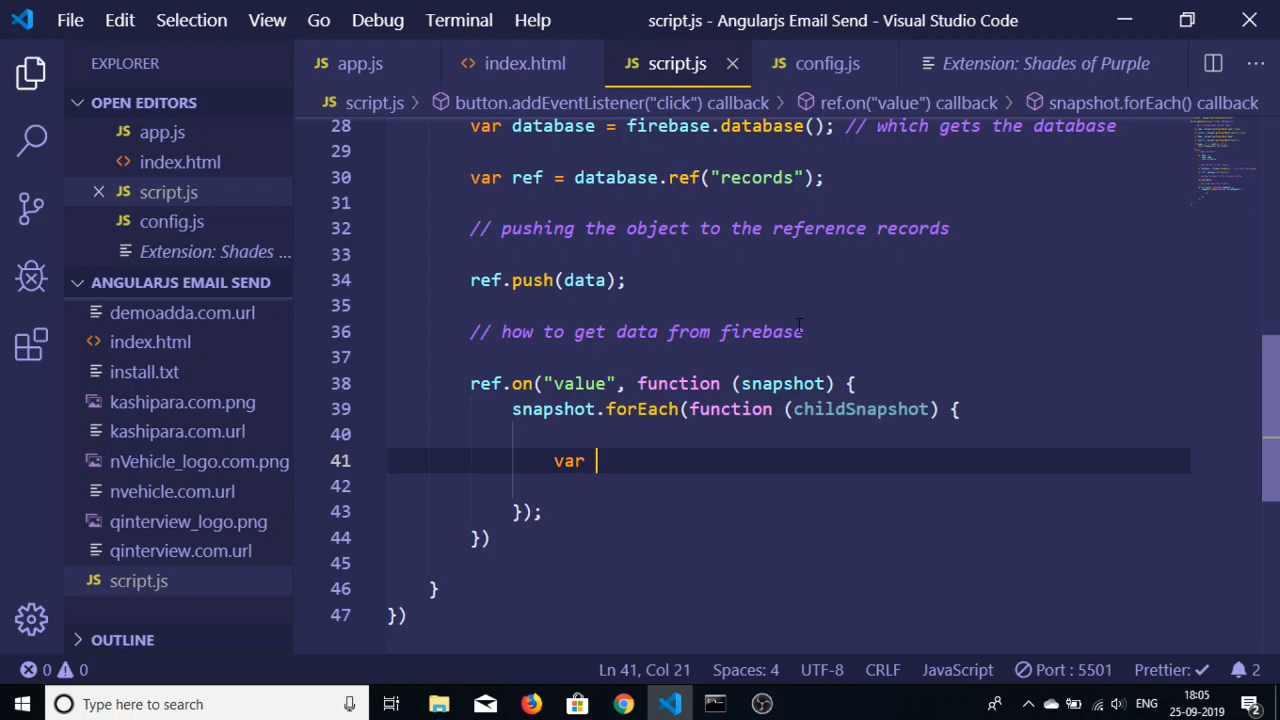 File Edit Selection View Go Debug Terminal Help script.js - Angularjs Email Send - Visual Studio Code
EXPLORER
OPEN EDITORS
JS app.js
<> index.html
JS script.js
JS config.js
Extension: Shades ...
ANGULARJS EMAIL SEND
demoadda.com.url
<> index.html
install.txt
kashipara.com.png
kashipara.com.url
nVehicle_logo.com.png
nvehicle.com.url
qinterview_logo.png
qinterview.com.url
JS script.js
OUTLINE
JS app.js <> index.html JS script.js JS config.js Extension: Shades of Purple
JS script.js > button.addEventListener("click") callback > ref.on("value") callback > snapshot.forEach() callback
28 var database = firebase.database(); // which gets the database
29
30 var ref = database.ref("records");
31
32 // pushing the object to the reference records
33
34 ref.push(data);
35
36 // how to get data from firebase
37
38 ref.on("value", function (snapshot) {
39 snapshot.forEach(function (childSnapshot) {
40
41 var
42
43 });
44 })
45
46 }
47 })
0 0 Ln 41, Col 21 Spaces: 4 UTF-8 CRLF JavaScript Port : 5501 Prettier: ✓ 2
Type here to search ENG 18:05
25-09-2019 2